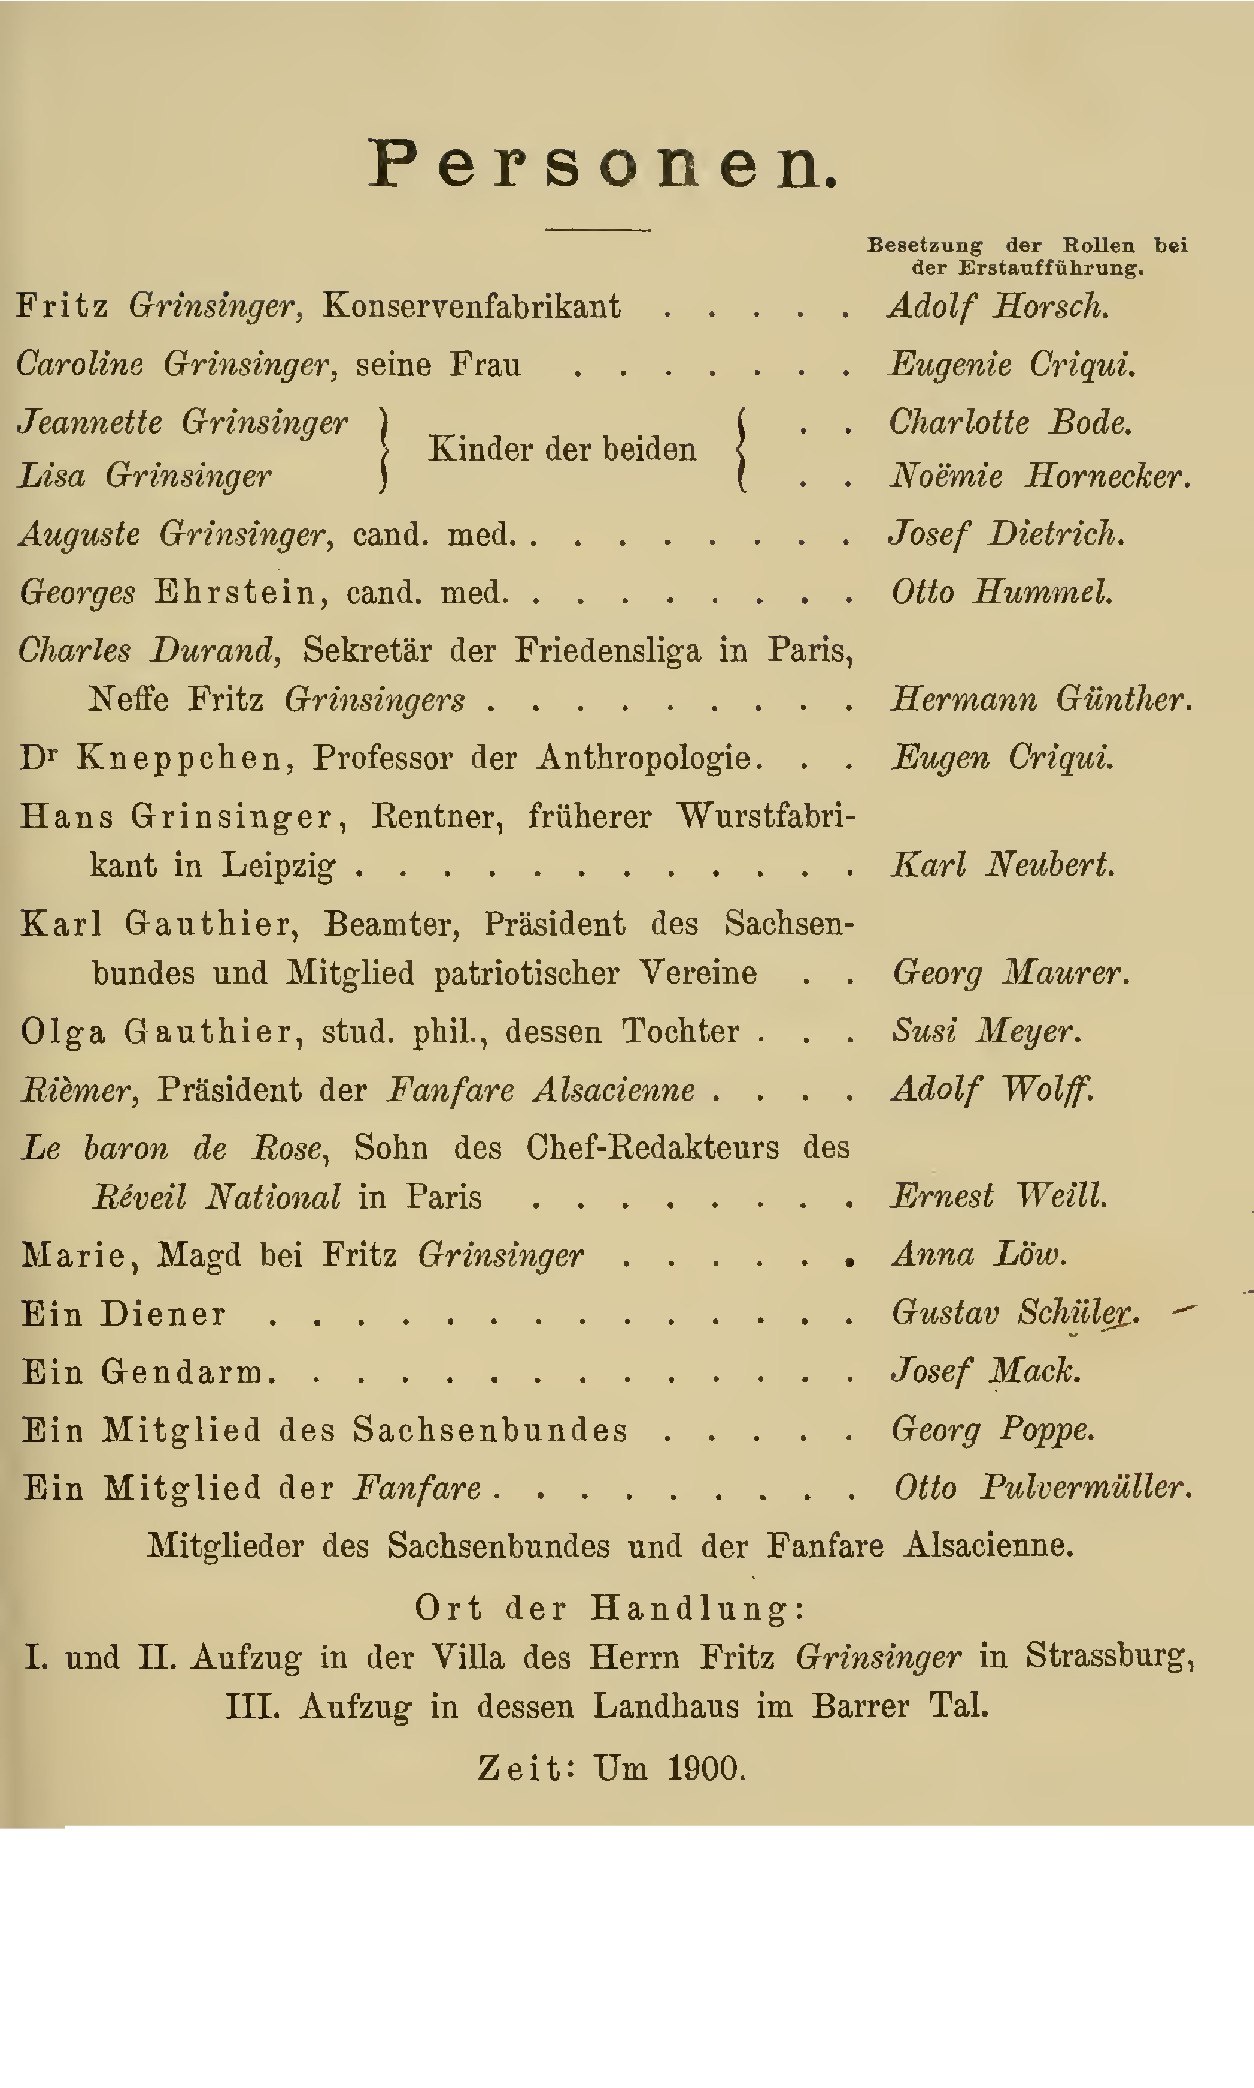 Personen.
Besetzung der Rollen bei
der Erstaufführung.
Fritz Grinsinger, Konservenfabrikant . . . . . Adolf Horsch.
Caroline Grinsinger, seine Frau . . . . . . . Eugenie Criqui.
Jeannette Grinsinger } Kinder der beiden { . . Charlotte Bode.
Lisa Grinsinger . . Noëmie Hornecker.
Auguste Grinsinger, cand. med. . . . . . . . . Josef Dietrich.
Georges Ehrstein, cand. med. . . . . . . . . Otto Hummel.
Charles Durand, Sekretär der Friedensliga in Paris,
Neffe Fritz Grinsingers . . . . . . . . . Hermann Günther.
Dr Kneppchen, Professor der Anthropologie. . . Eugen Criqui.
Hans Grinsinger, Rentner, früherer Wurstfabri-
kant in Leipzig . . . . . . . . . . . . Karl Neubert.
Karl Gauthier, Beamter, Präsident des Sachsen-
bundes und Mitglied patriotischer Vereine . . Georg Maurer.
Olga Gauthier, stud. phil., dessen Tochter . . . Susi Meyer.
Rièmer, Präsident der Fanfare Alsacienne . . . . Adolf Wolff.
Le baron de Rose, Sohn des Chef-Redakteurs des
Réveil National in Paris . . . . . . . . Ernest Weill.
Marie, Magd bei Fritz Grinsinger . . . . . . Anna Löw.
Ein Diener . . . . . . . . . . . . . . Gustav Schüler.
Ein Gendarm. . . . . . . . . . . . . . Josef Mack.
Ein Mitglied des Sachsenbundes . . . . . Georg Poppe.
Ein Mitglied der Fanfare . . . . . . . . . Otto Pulvermüller.
Mitglieder des Sachsenbundes und der Fanfare Alsacienne.
Ort der Handlung:
I. und II. Aufzug in der Villa des Herrn Fritz Grinsinger in Strassburg,
III. Aufzug in dessen Landhaus im Barrer Tal.
Zeit: Um 1900.